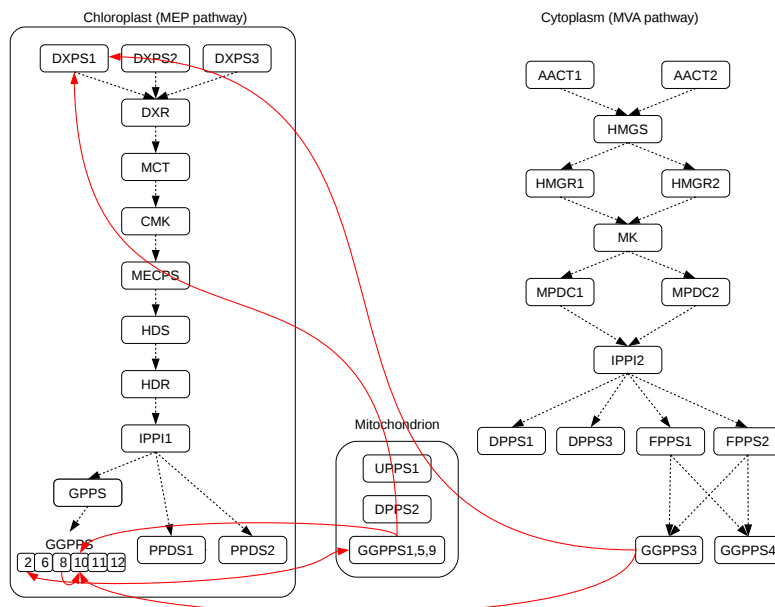 Chloroplast (MEP pathway)
Cytoplasm (MVA pathway)
DXPS1 DXPS2 DXPS3
AACT1 AACT2
DXR
HMGS
MCT
HMGR1 HMGR2
CMK
MK
MECPS
MPDC1 MPDC2
HDS
IPPI2
HDR
Mitochondrion
IPPI1
DPPS1 DPPS3 FPPS1 FPPS2
UPPS1
GPPS
DPPS2
GGPPS
PPDS1 PPDS2
GGPPS1,5,9
GGPPS3 GGPPS4
2 6 8 10 11 12